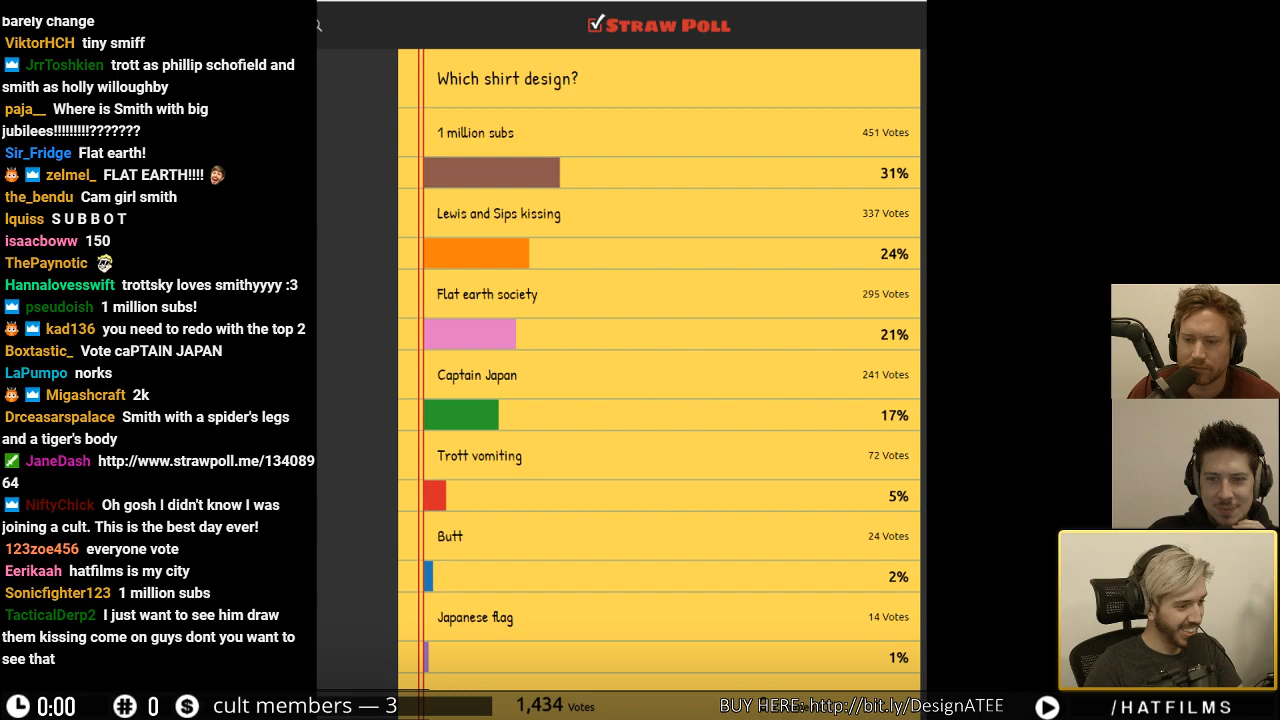 barely change
ViktorHCH tiny smiff
JrrToshkien trott as phillip schofield and
smith as holly willoughby
paja__ Where is Smith with big
jubilees!!!!!!!!!???????
Sir_Fridge Flat earth!
zelmel_ FLAT EARTH!!!!
the_bendu Cam girl smith
lquiss S U B B O T
isaacboww 150
ThePaynotic
Hannalovesswift trottsky loves smithyyyy :3
pseudoish 1 million subs!
kad136 you need to redo with the top 2
Boxtastic_ Vote caPTAIN JAPAN
LaPumpo norks
Migashcraft 2k
Drceasarspalace Smith with a spider's legs
and a tiger's body
JaneDash http://www.strawpoll.me/134089
64
NiftyChick Oh gosh I didn't know I was
joining a cult. This is the best day ever!
123zoe456 everyone vote
Eerikaah hatfilms is my city
Sonicfighter123 1 million subs
TacticalDerp2 I just want to see him draw
them kissing come on guys dont you want to
see that
STRAW POLL
Which shirt design?
1 million subs 451 Votes
31%
Lewis and Sips kissing 337 Votes
24%
Flat earth society 295 Votes
21%
Captain Japan 241 Votes
17%
Trott vomiting 72 Votes
5%
Butt 24 Votes
2%
Japanese flag 14 Votes
1%
1,434 Votes
0:00 # 0 $ cult members — 3
BUY HERE: http://bit.ly/DesignATEE
/HATFILMS